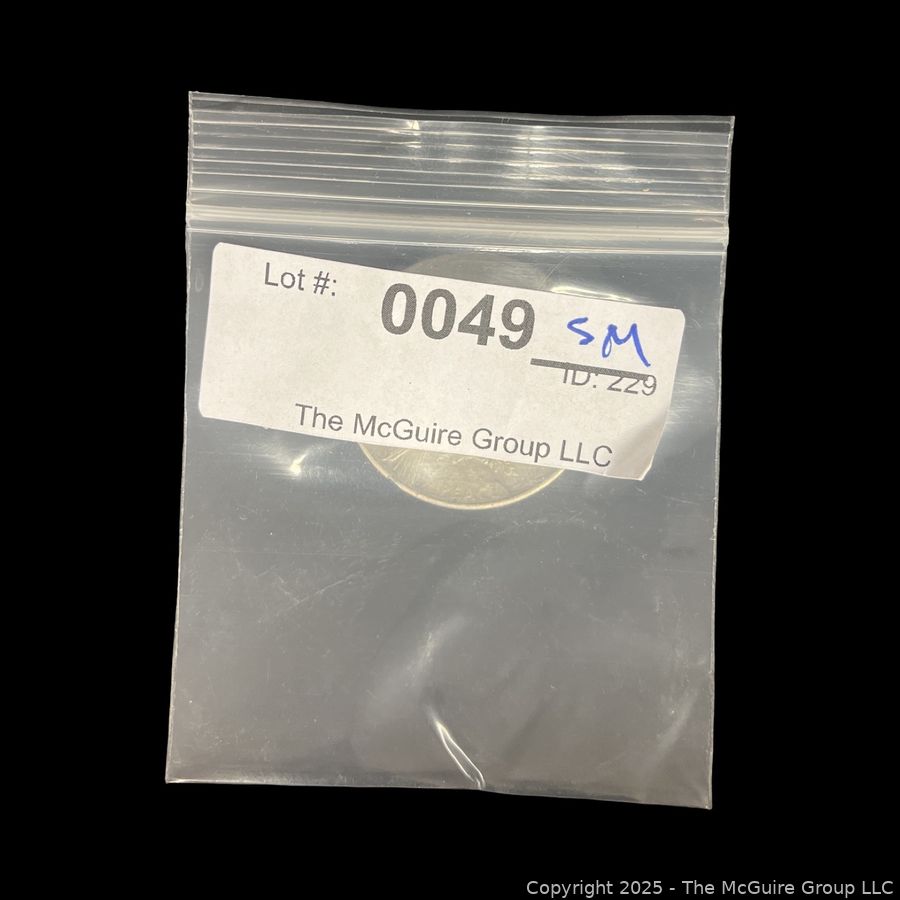 Lot #: 0049 SM
ID: 229
The McGuire Group LLC
Copyright 2025 - The McGuire Group LLC